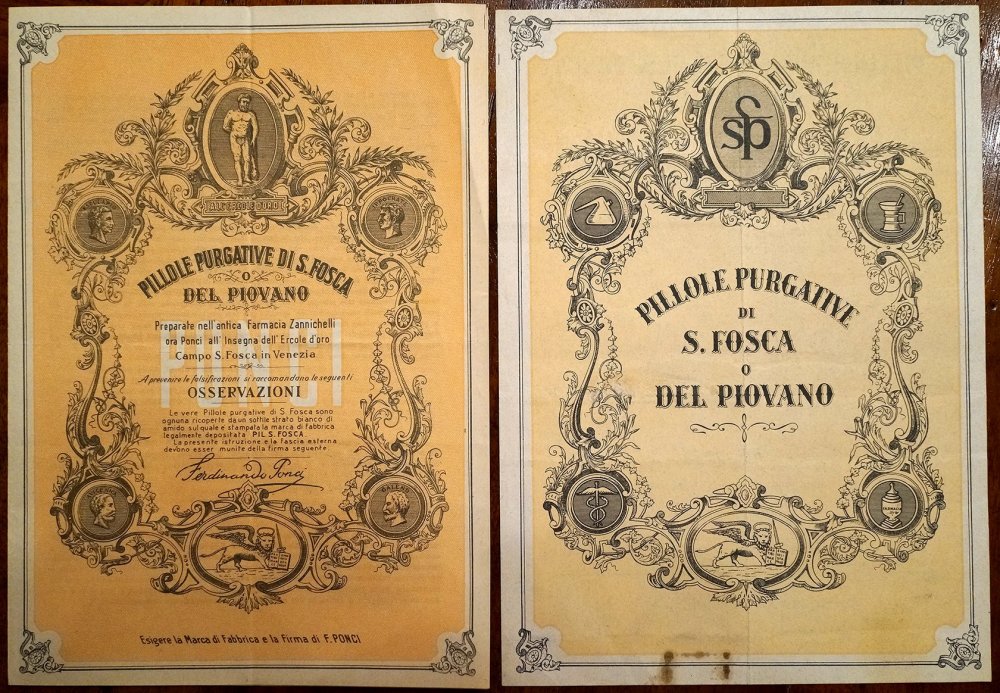 ALL'ERCOLE D'ORO
PILLOLE PURGATIVE DI S. FOSCA
O
DEL PIOVANO
PONCI
Preparate nell'antica Farmacia Zannichelli
ora Ponci all'Insegna dell'Ercole d'oro
Campo S. Fosca in Venezia
A prevenire le falsificazioni si raccomandano le seguenti
OSSERVAZIONI
Le vere Pillole purgative di S. Fosca sono
ognuna ricoperte da un sottile strato bianco di
amido sul quale è stampata la marca di fabbrica
legalmente depositata PIL S. FOSCA.
La presente istruzione e la fascia esterna
devono esser munite della firma seguente
Ferdinando Ponci
Esigere la Marca di Fabbrica e la Firma di F. PONCI
SSP
PILLOLE PURGATIVE
DI
S. FOSCA
O
DEL PIOVANO
FARMACIA